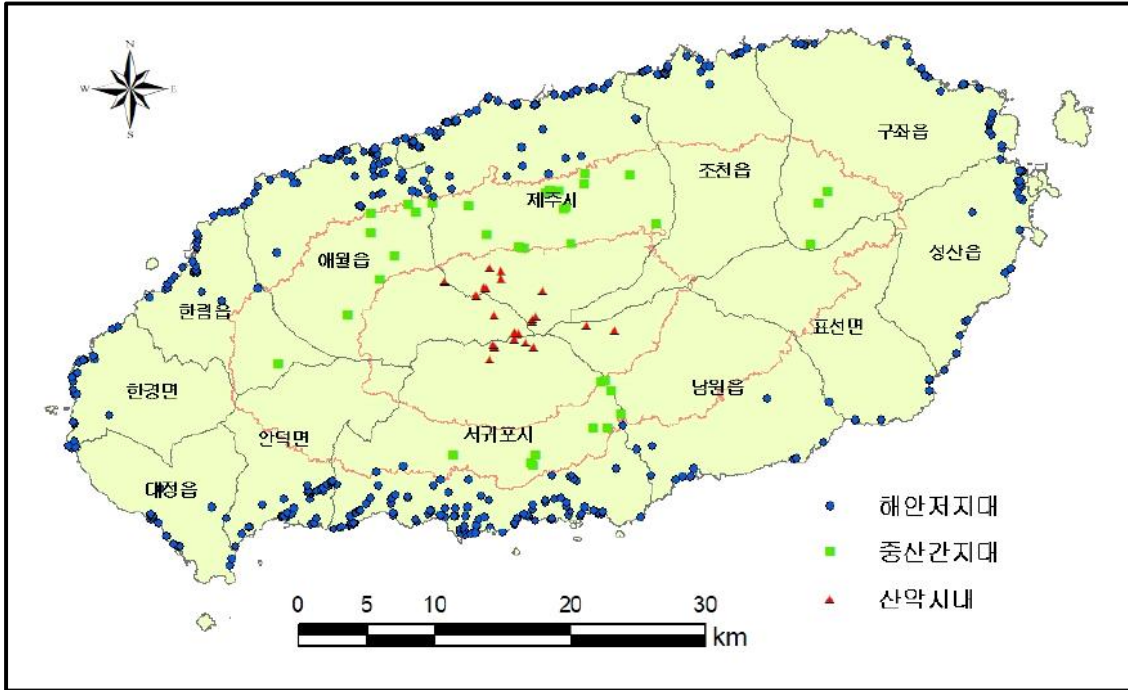 N
W E
S
구좌읍
조천읍
제주시
성산읍
애월읍
한림읍
표선면
한경면
남원읍
서귀포시
안덕면
대정읍
해안저지대
중산간지대
산악시내
0 5 10 20 30
km